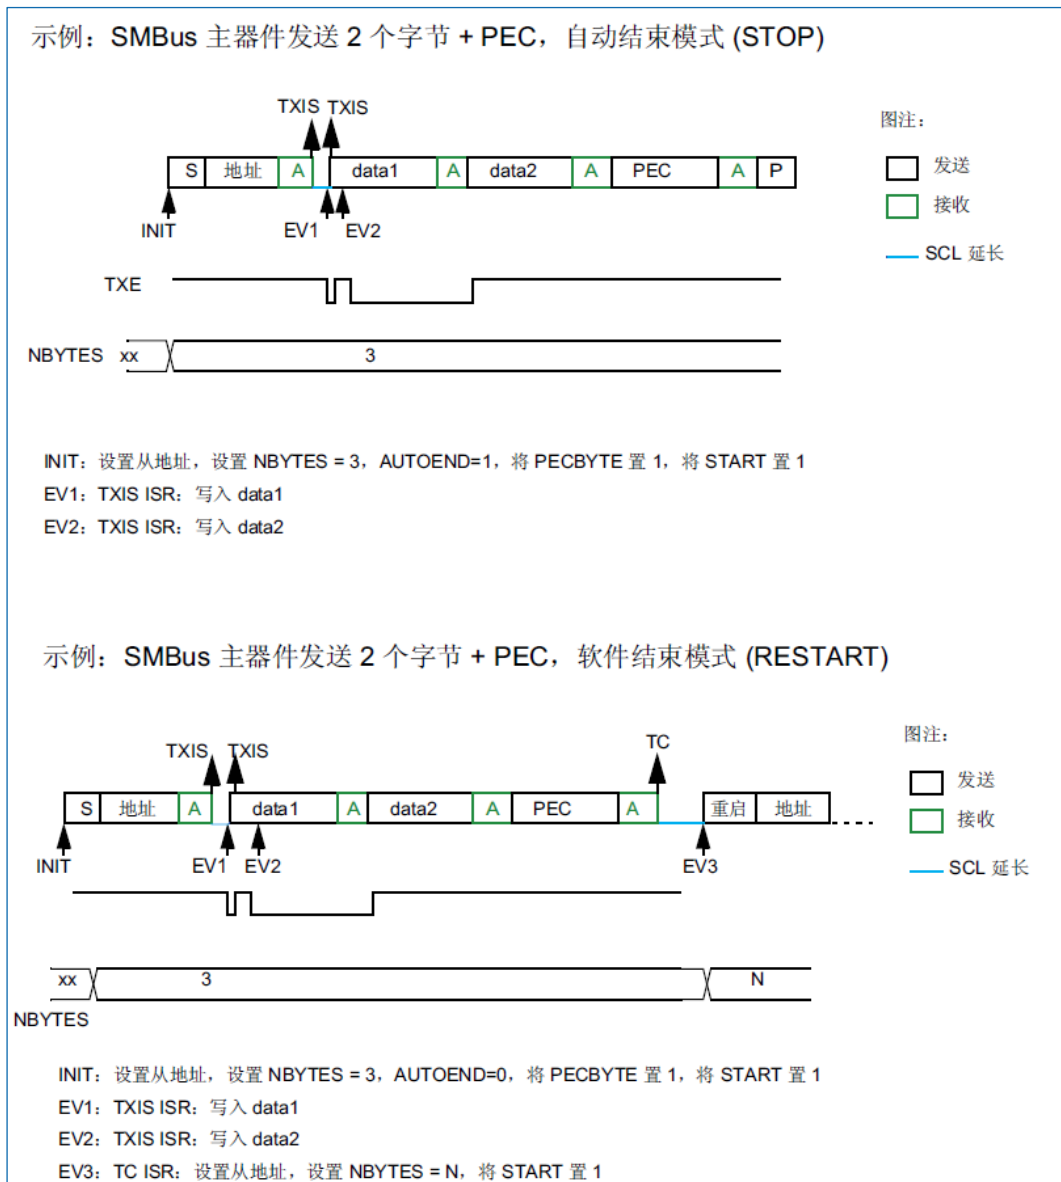 示例：SMBus 主器件发送 2 个字节 + PEC，自动结束模式 (STOP)
TXIS TXIS
图注：
S 地址 A data1 A data2 A PEC A P
发送
接收
INIT EV1 EV2
SCL 延长
TXE
NBYTES xx 3
INIT：设置从地址，设置 NBYTES = 3，AUTOEND=1，将 PECBYTE 置 1，将 START 置 1
EV1：TXIS ISR：写入 data1
EV2：TXIS ISR：写入 data2
示例：SMBus 主器件发送 2 个字节 + PEC，软件结束模式 (RESTART)
TXIS TXIS TC
图注：
S 地址 A data1 A data2 A PEC A 重启 地址
发送
接收
INIT EV1 EV2 EV3
SCL 延长
xx 3 N
NBYTES
INIT：设置从地址，设置 NBYTES = 3，AUTOEND=0，将 PECBYTE 置 1，将 START 置 1
EV1：TXIS ISR：写入 data1
EV2：TXIS ISR：写入 data2
EV3：TC ISR：设置从地址，设置 NBYTES = N，将 START 置 1